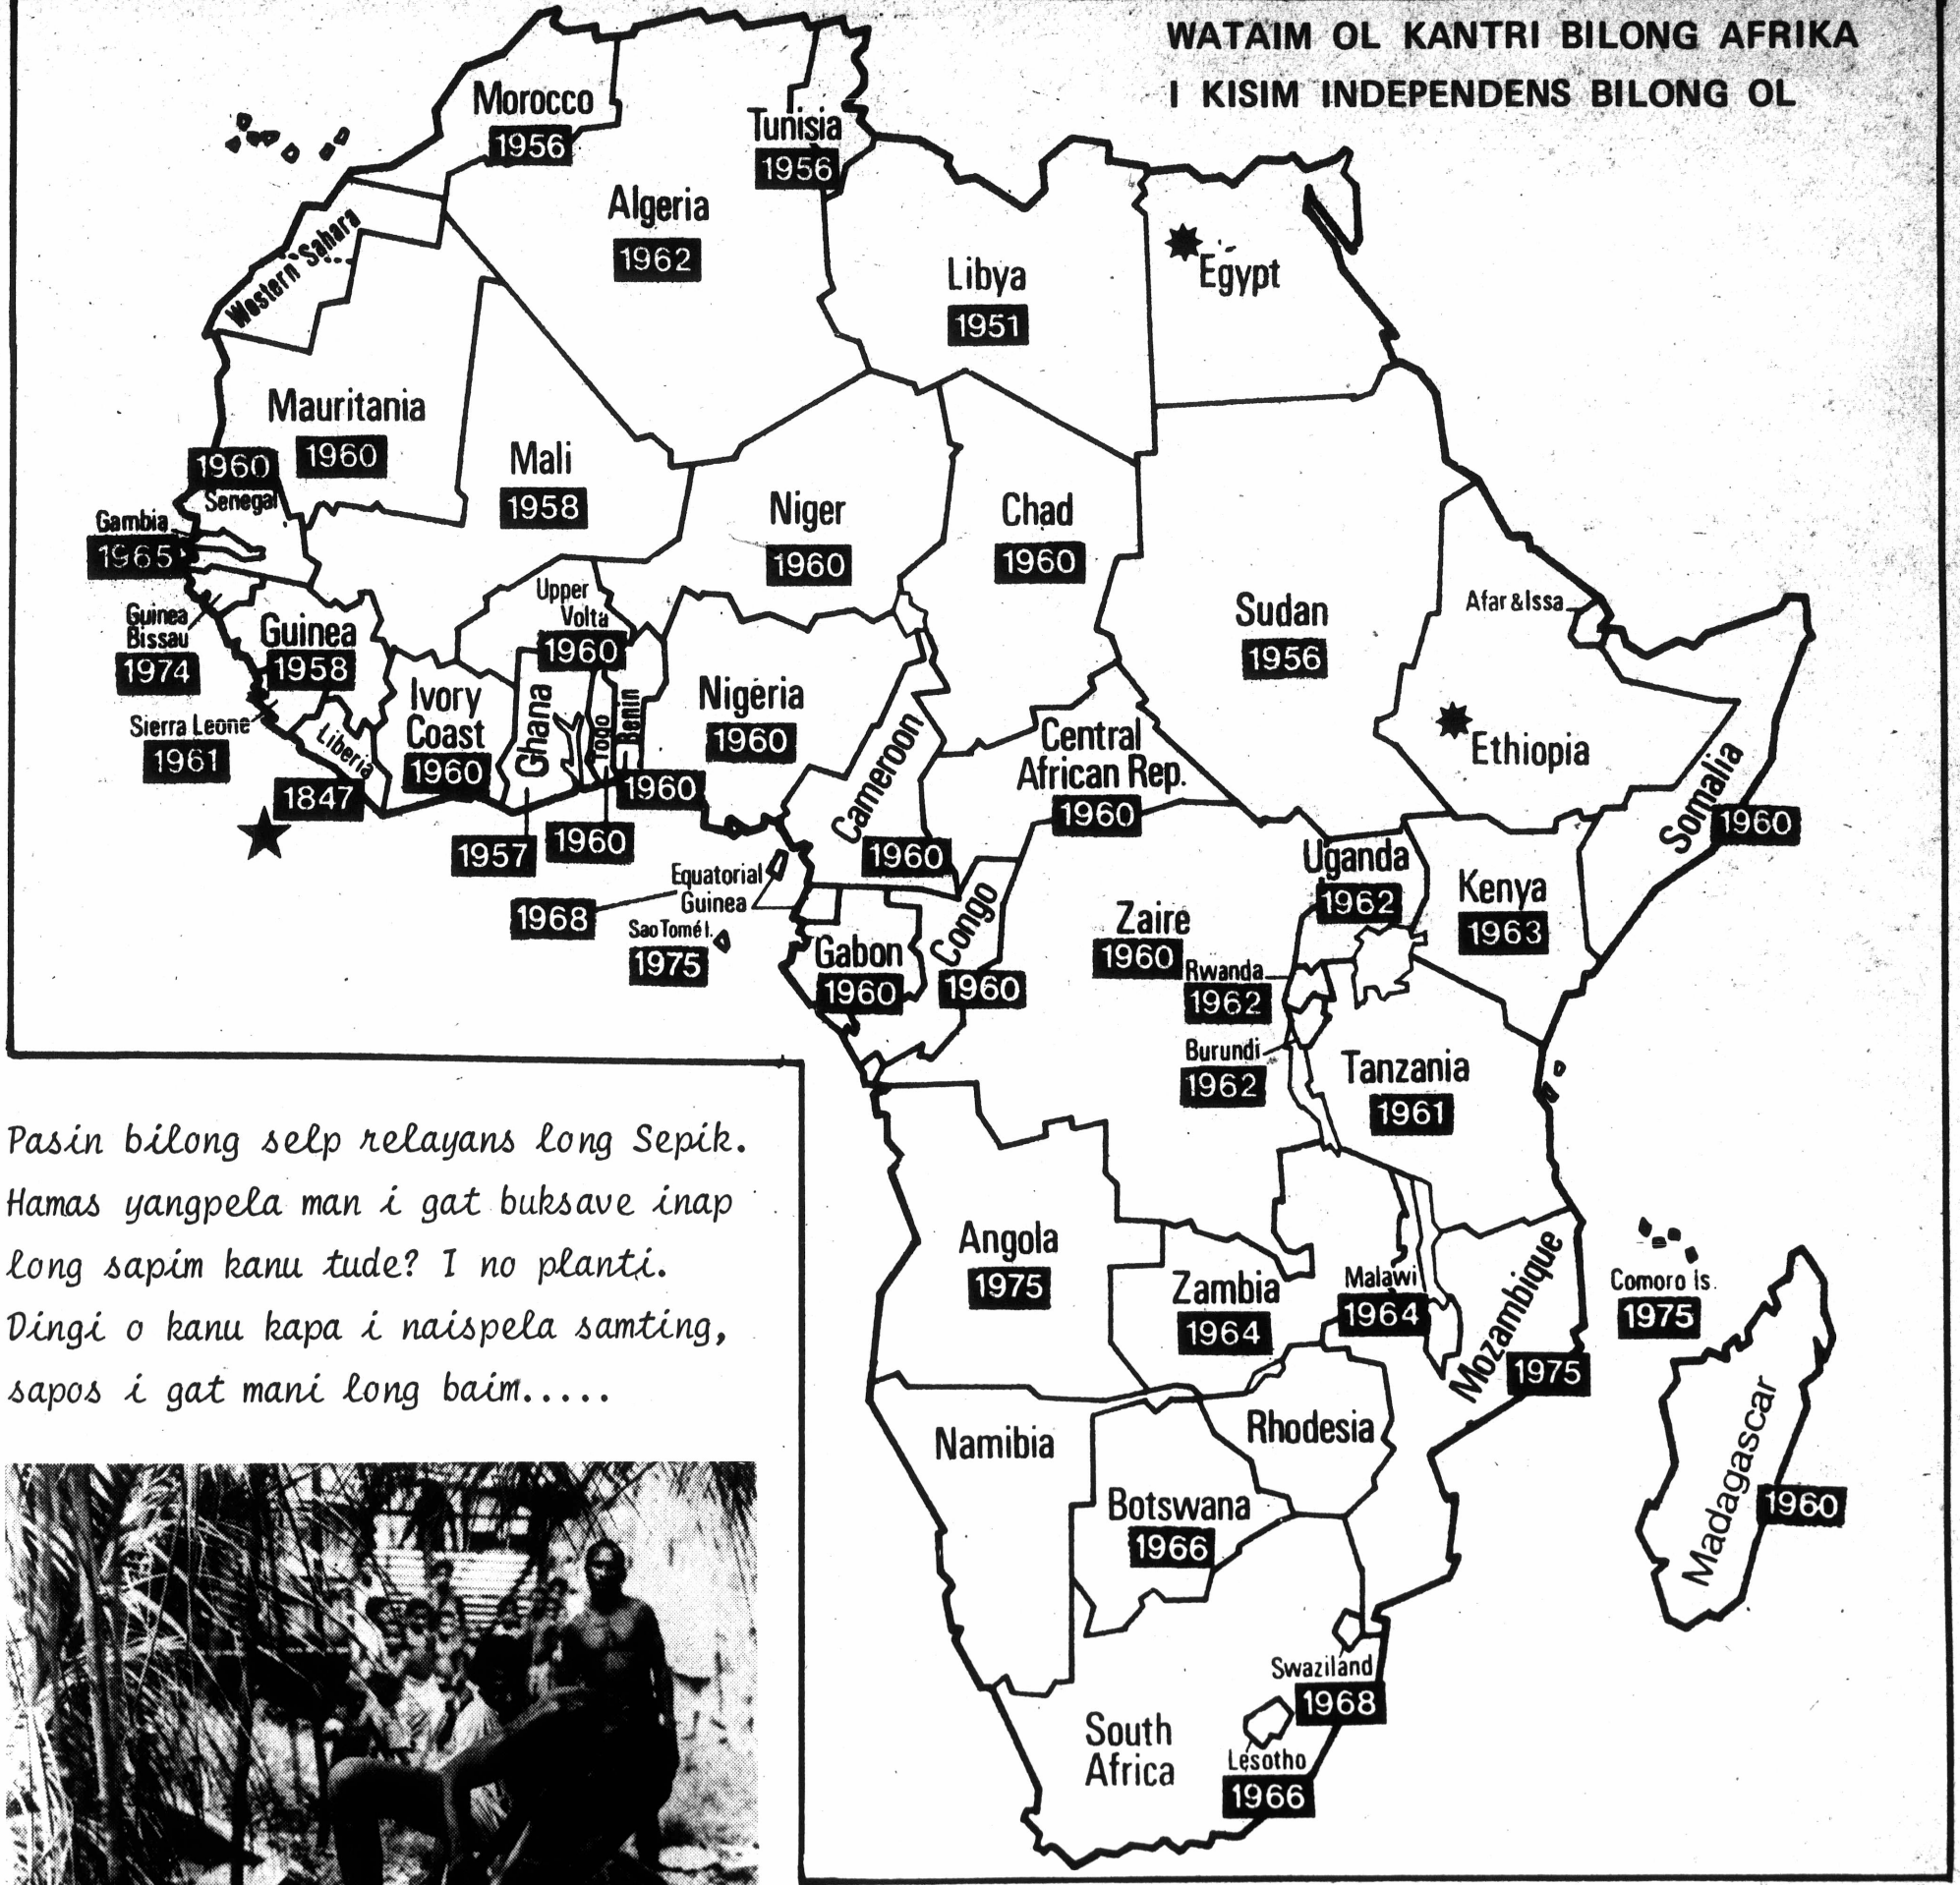 WATAIM OL KANTRI BILONG AFRIKA
I KISIM INDEPENDENS BILONG OL
Morocco
1956
Tunisia
1956
Algeria
1962
Libya
1951
Egypt
Western Sahara
Mauritania
1960
Mali
1958
1960
Senegal
Gambia
1965
Niger
1960
Chad
1960
Sudan
1956
Afar & Issa
Ethiopia
Somalia
1960
Guinea
Bissau
1974
Guinea
1958
Sierra Leone
1961
Liberia
1847
Ivory
Coast
1960
Upper
Volta
1960
Ghana
1957
Togo
1960
Benin
1960
Nigeria
1960
Cameroon
1960
Central
African Rep.
1960
Equatorial
Guinea
1968
Sao Tomé I.
1975
Gabon
1960
Congo
1960
Zaire
1960
Uganda
1962
Kenya
1963
Rwanda
1962
Burundi
1962
Tanzania
1961
Angola
1975
Zambia
1964
Malawi
1964
Mozambique
1975
Comoro Is.
1975
Madagascar
1960
Namibia
Rhodesia
Botswana
1966
Swaziland
1968
South
Africa
Lesotho
1966
Pasin bilong selp relayans long Sepik.
Hamas yangpela man i gat buksave inap
long sapim kanu tude? I no planti.
Dingi o kanu kapa i naispela samting,
sapos i gat mani long baim.....